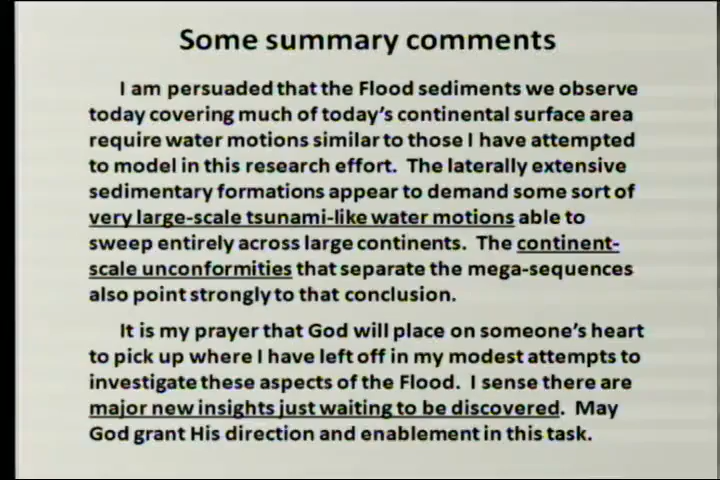 Some summary comments
I am persuaded that the Flood sediments we observe
today covering much of today's continental surface area
require water motions similar to those I have attempted
to model in this research effort. The laterally extensive
sedimentary formations appear to demand some sort of
very large-scale tsunami-like water motions able to
sweep entirely across large continents. The continent-
scale unconformities that separate the mega-sequences
also point strongly to that conclusion.
It is my prayer that God will place on someone's heart
to pick up where I have left off in my modest attempts to
investigate these aspects of the Flood. I sense there are
major new insights just waiting to be discovered. May
God grant His direction and enablement in this task.